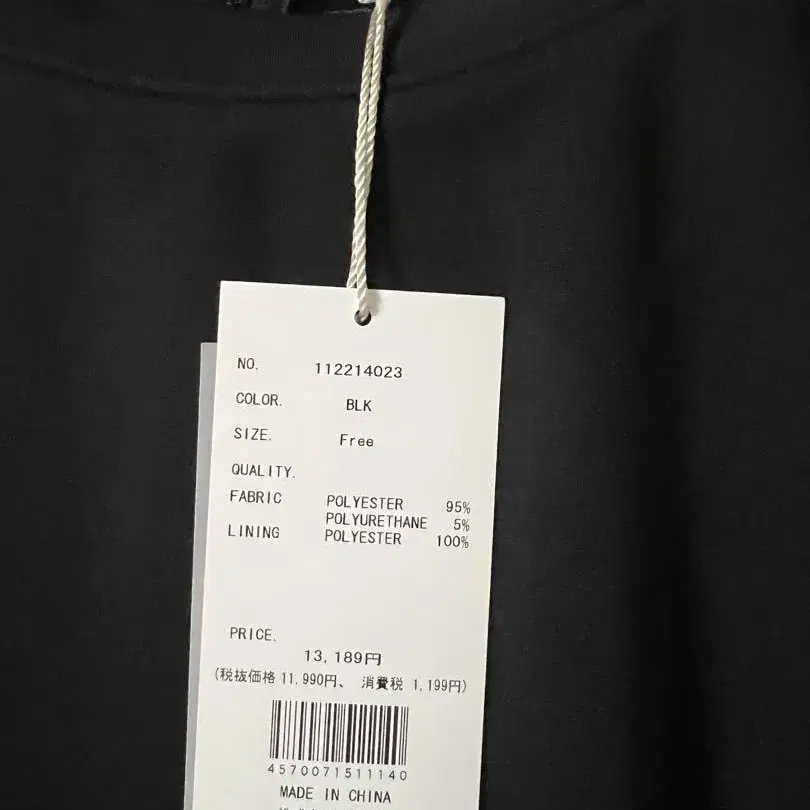 NO. 112214023
COLOR. BLK
SIZE. Free
QUALITY.
FABRIC POLYESTER 95%
POLYURETHANE 5%
LINING POLYESTER 100%
PRICE.
13,189円
(税抜価格 11,990円、 消費税 1,199円)
4570071511140
MADE IN CHINA